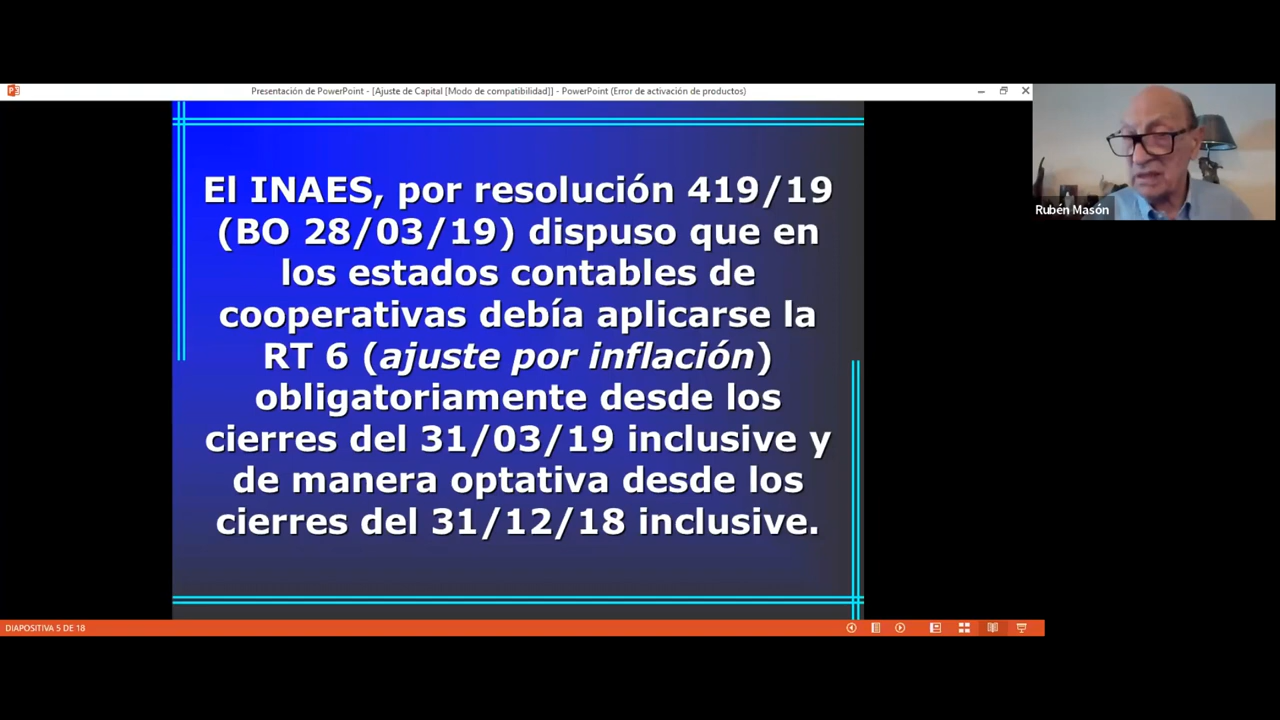 Presentación de PowerPoint - [Ajuste de Capital [Modo de compatibilidad]] - PowerPoint (Error de activación de productos)
El INAES, por resolución 419/19
(BO 28/03/19) dispuso que en
los estados contables de
cooperativas debía aplicarse la
RT 6 (ajuste por inflación)
obligatoriamente desde los
cierres del 31/03/19 inclusive y
de manera optativa desde los
cierres del 31/12/18 inclusive.
Rubén Masón
DIAPOSITIVA 5 DE 18